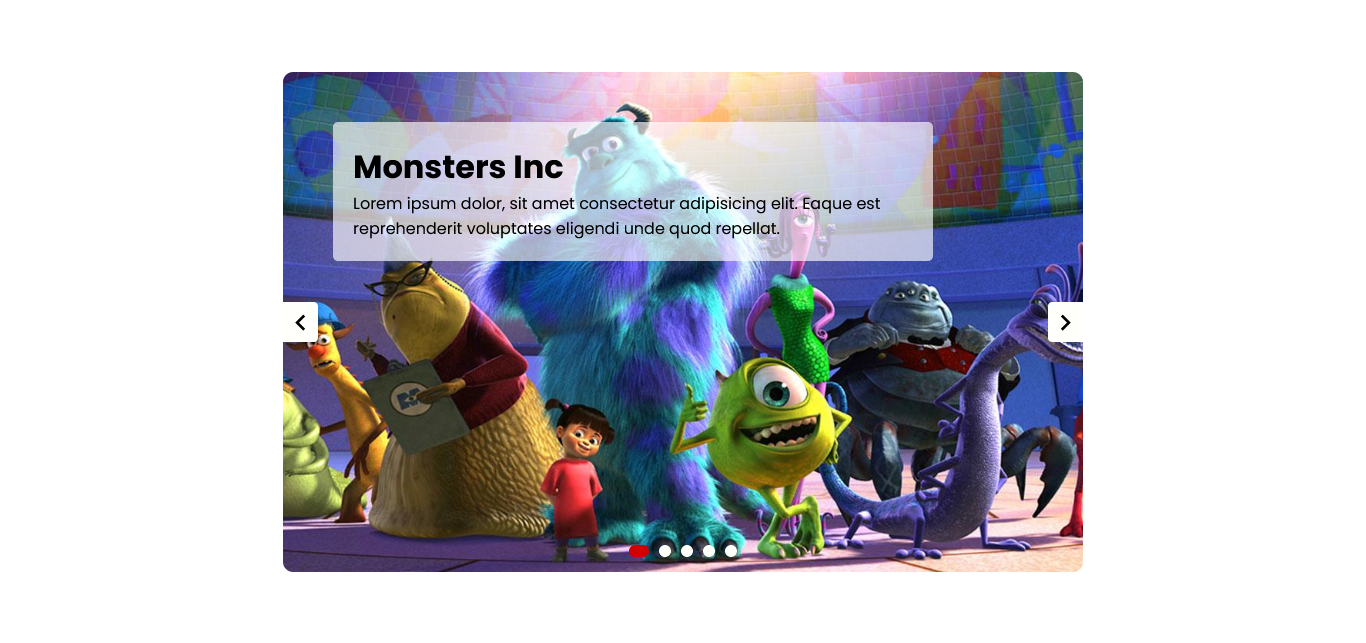 Monsters Inc
Lorem ipsum dolor, sit amet consectetur adipisicing elit. Eaque est
reprehenderit voluptates eligendi unde quod repellat.